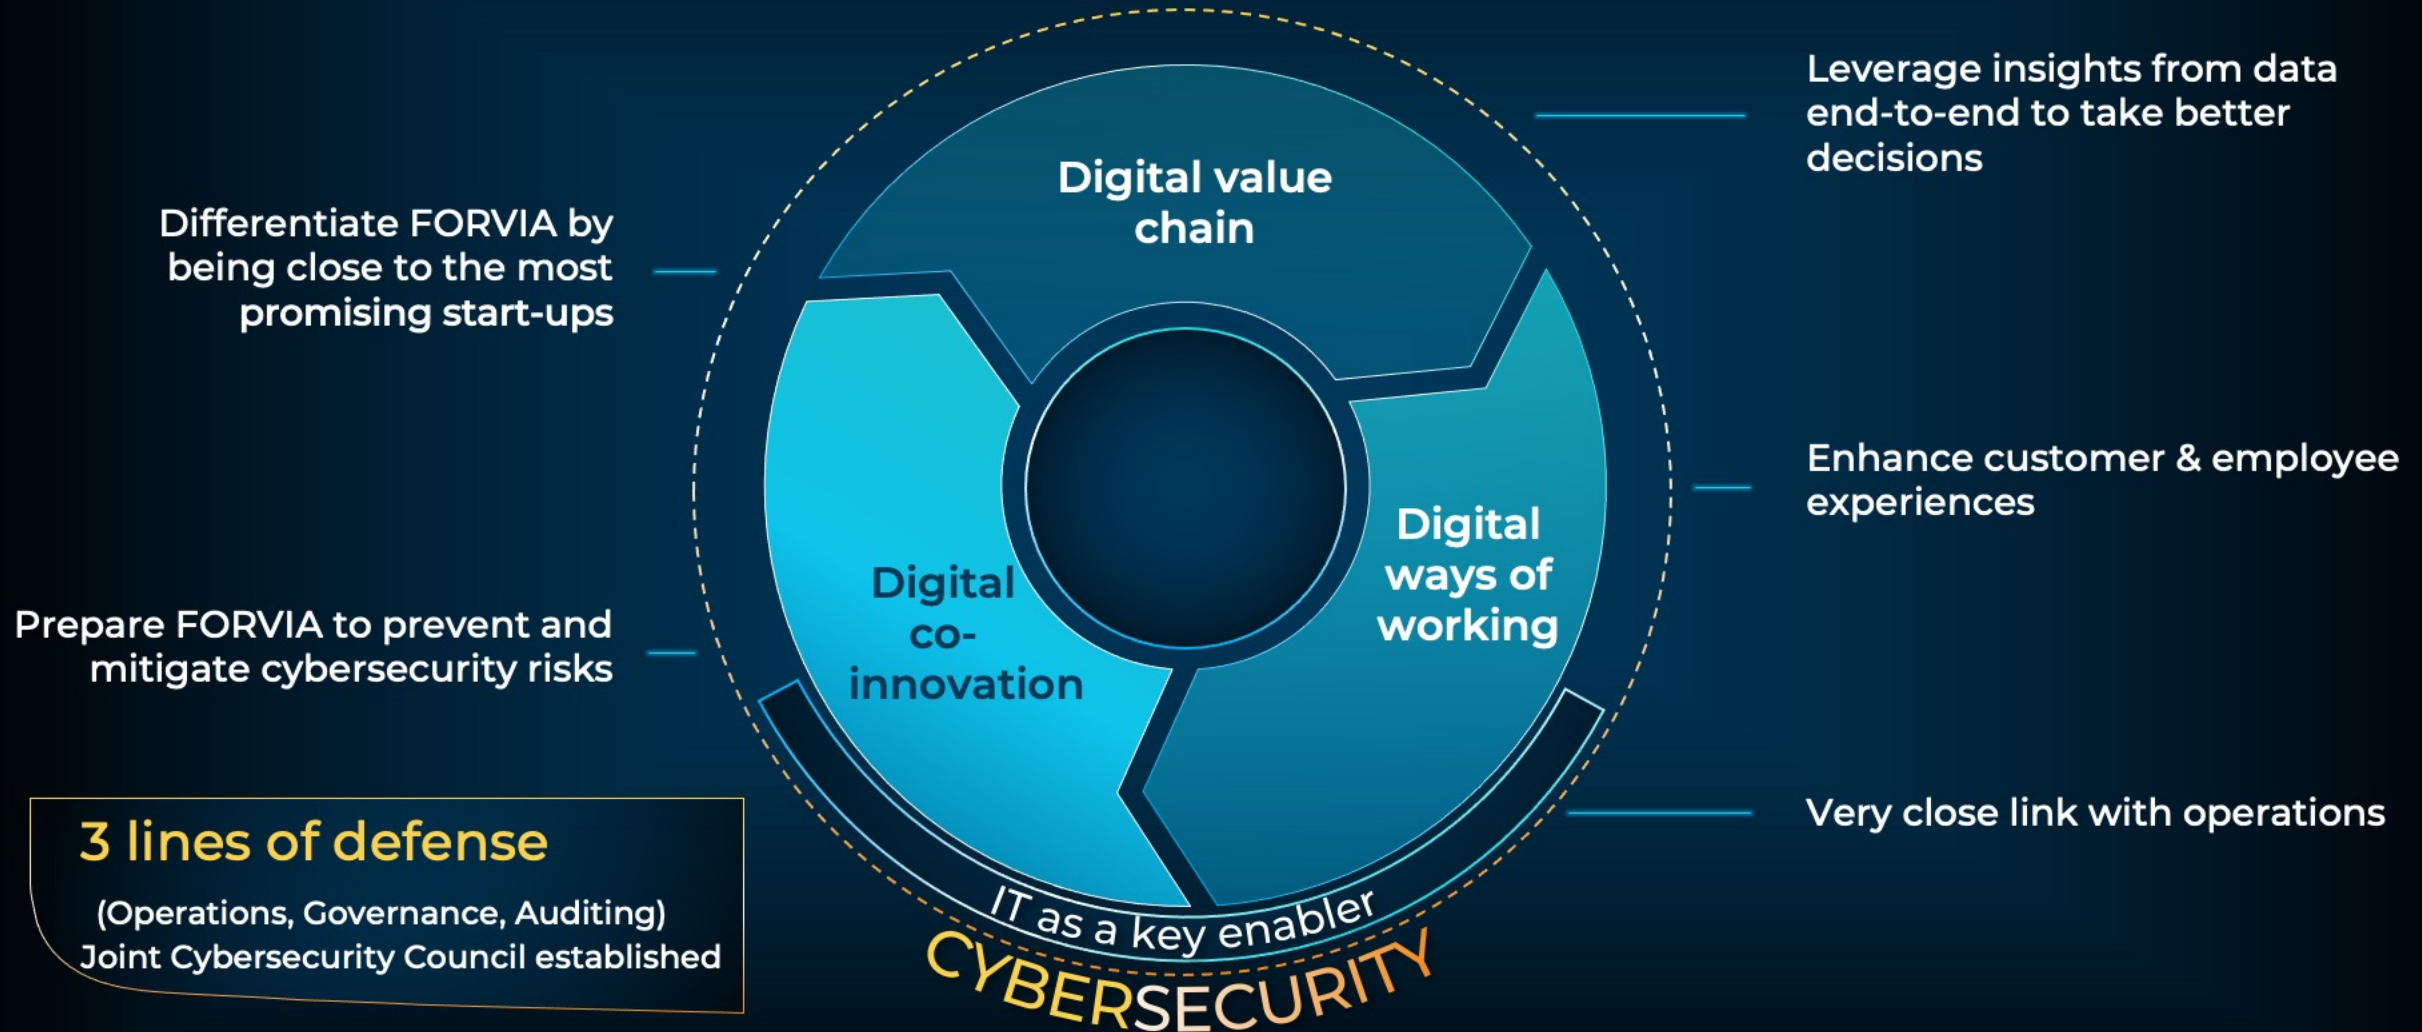 Leverage insights from data
end-to-end to take better
decisions
Digital value
chain
Differentiate FORVIA by
being close to the most
promising start-ups
Enhance customer & employee
experiences
Digital
ways of
working
Digital
co-
innovation
Prepare FORVIA to prevent and
mitigate cybersecurity risks
Very close link with operations
3 lines of defense
(Operations, Governance, Auditing)
Joint Cybersecurity Council established
IT as a key enabler
CYBERSECURITY